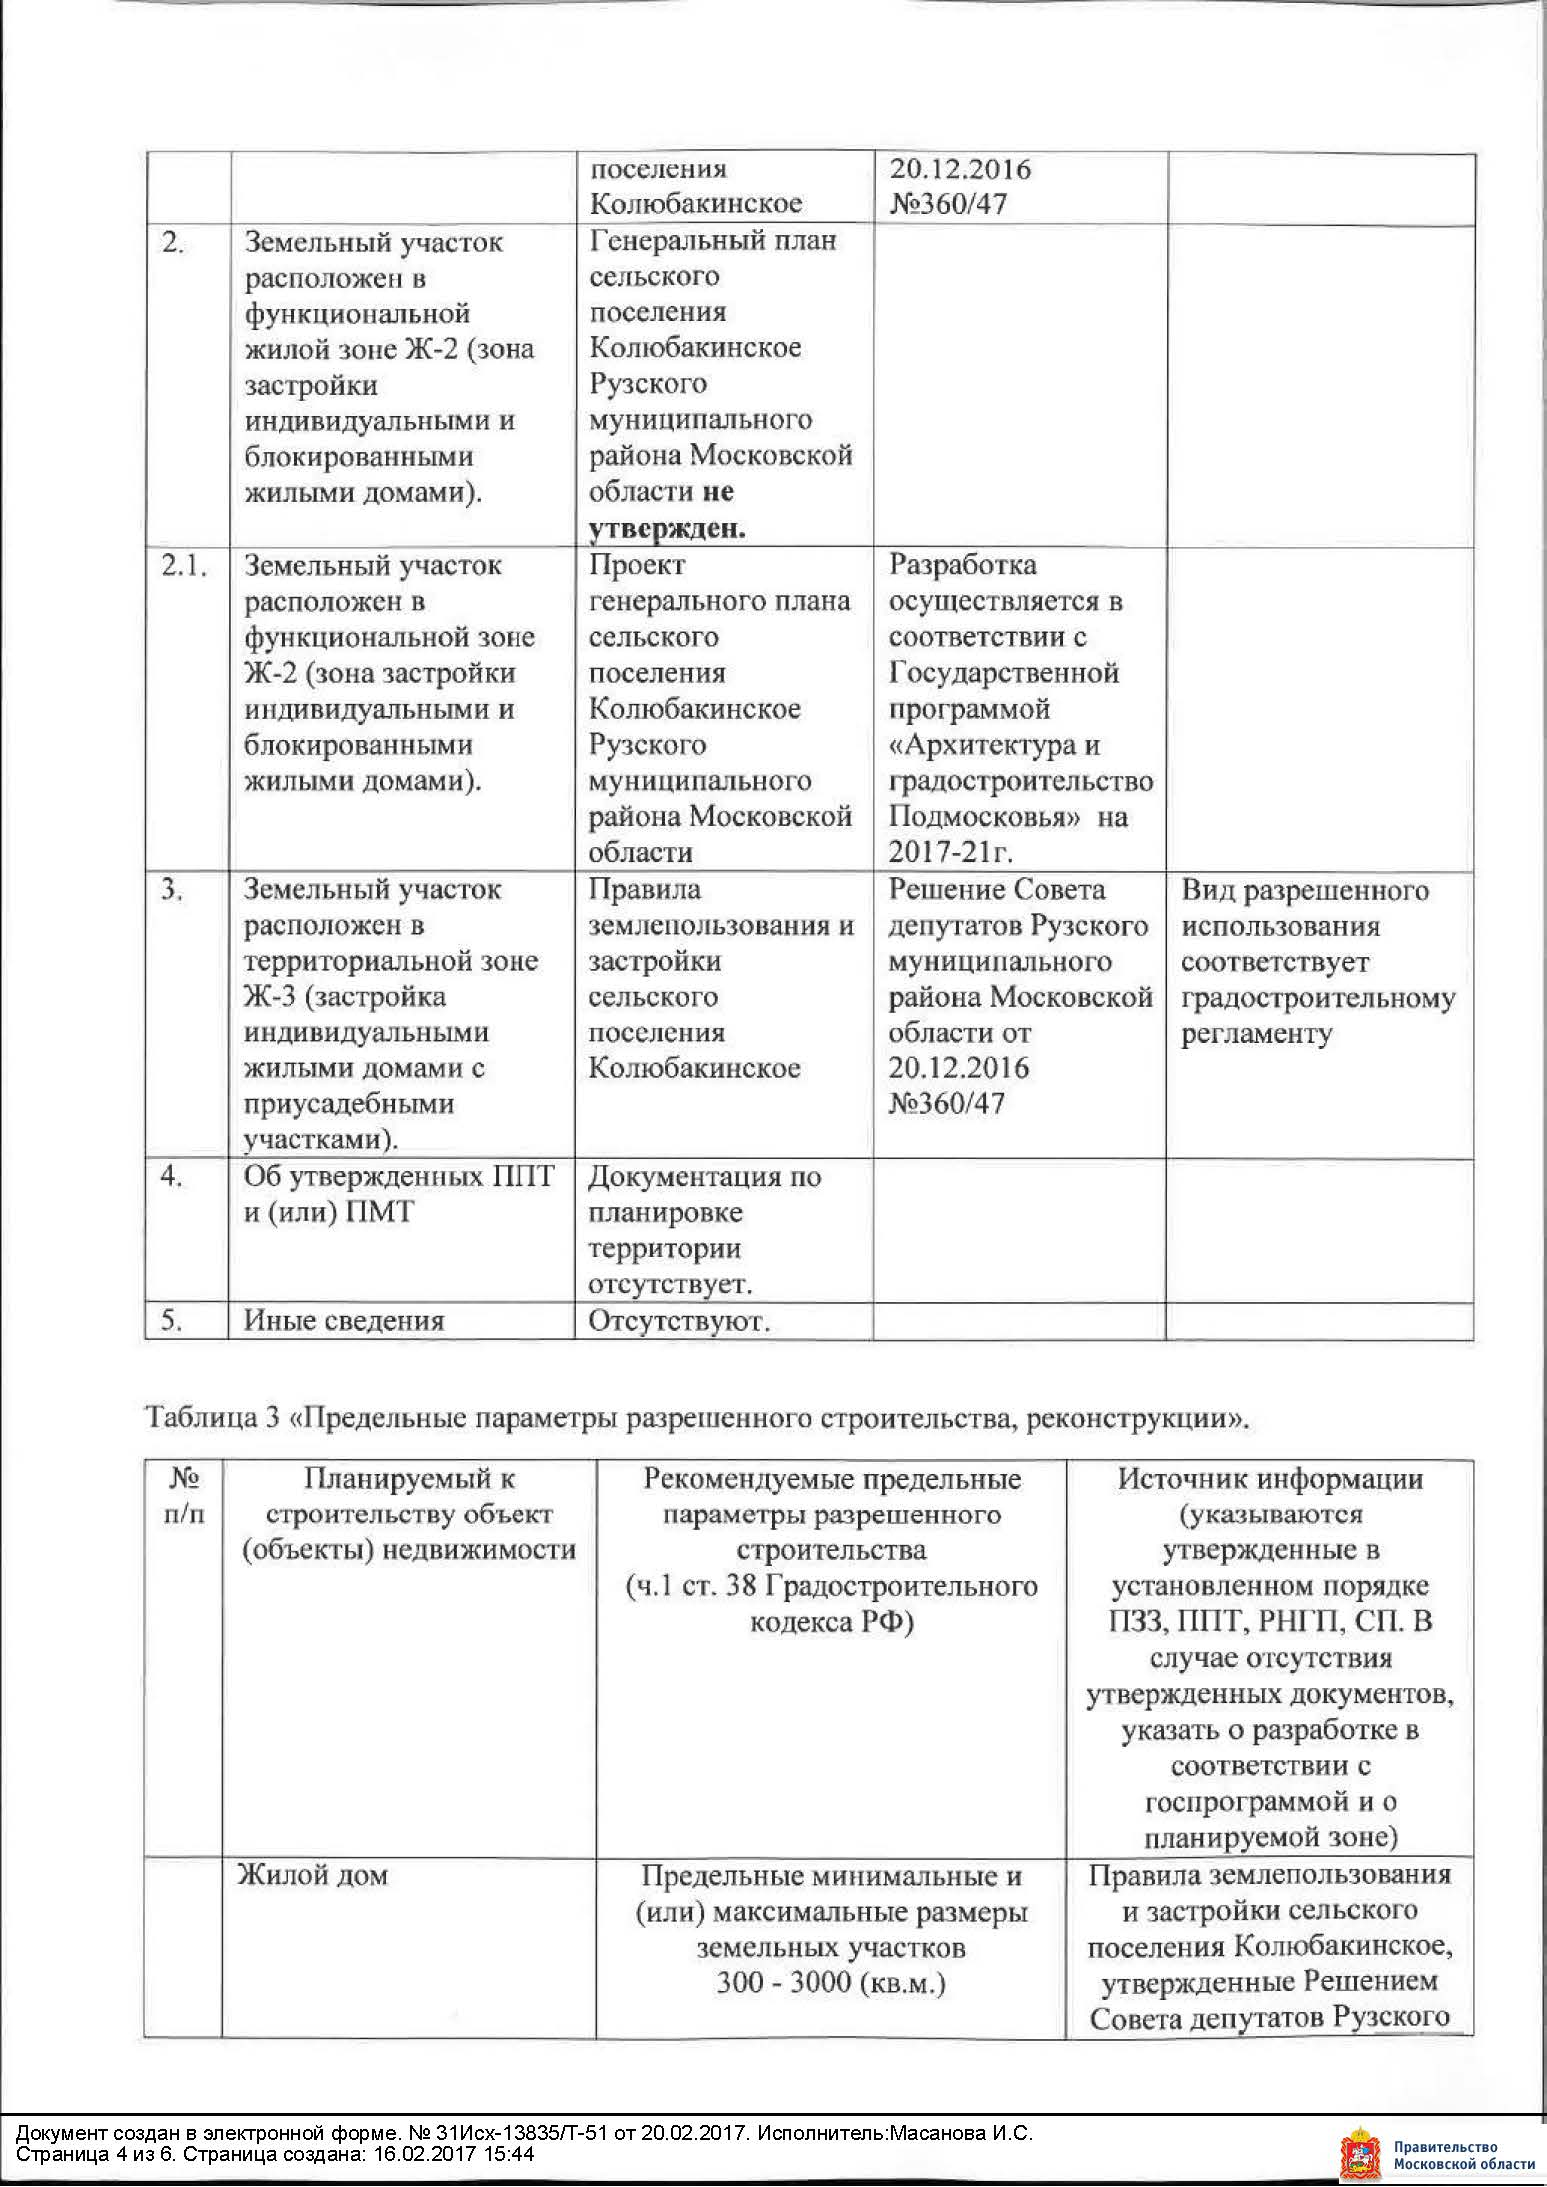 поселения
Колюбакинское
20.12.2016
№360/47
2.
Земельный участок
расположен в
функциональной
жилой зоне Ж-2 (зона
застройки
индивидуальными и
блокированными
жилыми домами).
Генеральный план
сельского
поселения
Колюбакинское
Рузского
муниципального
района Московской
области не
утвержден.
2.1.
Земельный участок
расположен в
функциональной зоне
Ж-2 (зона застройки
индивидуальными и
блокированными
жилыми домами).
Проект
генерального плана
сельского
поселения
Колюбакинское
Рузского
муниципального
района Московской
области
Разработка
осуществляется в
соответствии с
Государственной
программой
«Архитектура и
градостроительство
Подмосковья» на
2017-21г.
3.
Земельный участок
расположен в
территориальной зоне
Ж-3 (застройка
индивидуальными
жилыми домами с
приусадебными
участками).
Правила
землепользования и
застройки
сельского
поселения
Колюбакинское
Решение Совета
депутатов Рузского
муниципального
района Московской
области от
20.12.2016
№360/47
Вид разрешенного
использования
соответствует
градостроительному
регламенту
4.
Об утвержденных ППТ
и (или) ПМТ
Документация по
планировке
территории
отсутствует.
5.
Иные сведения
Отсутствуют.
Таблица 3 «Предельные параметры разрешенного строительства, реконструкции».
№
п/п
Планируемый к
строительству объект
(объекты) недвижимости
Рекомендуемые предельные
параметры разрешенного
строительства
(ч.1 ст. 38 Градостроительного
кодекса РФ)
Источник информации
(указываются
утвержденные в
установленном порядке
ПЗЗ, ППТ, РНГП, СП. В
случае отсутствия
утвержденных документов,
указать о разработке в
соответствии с
госпрограммой и о
планируемой зоне)
Жилой дом
Предельные минимальные и
(или) максимальные размеры
земельных участков
300 - 3000 (кв.м.)
Правила землепользования
и застройки сельского
поселения Колюбакинское,
утвержденные Решением
Совета депутатов Рузского
Документ создан в электронной форме. № 31Исх-13835/Т-51 от 20.02.2017. Исполнитель:Масанова И.С.
Страница 4 из 6. Страница создана: 16.02.2017 15:44
Правительство
Московской области